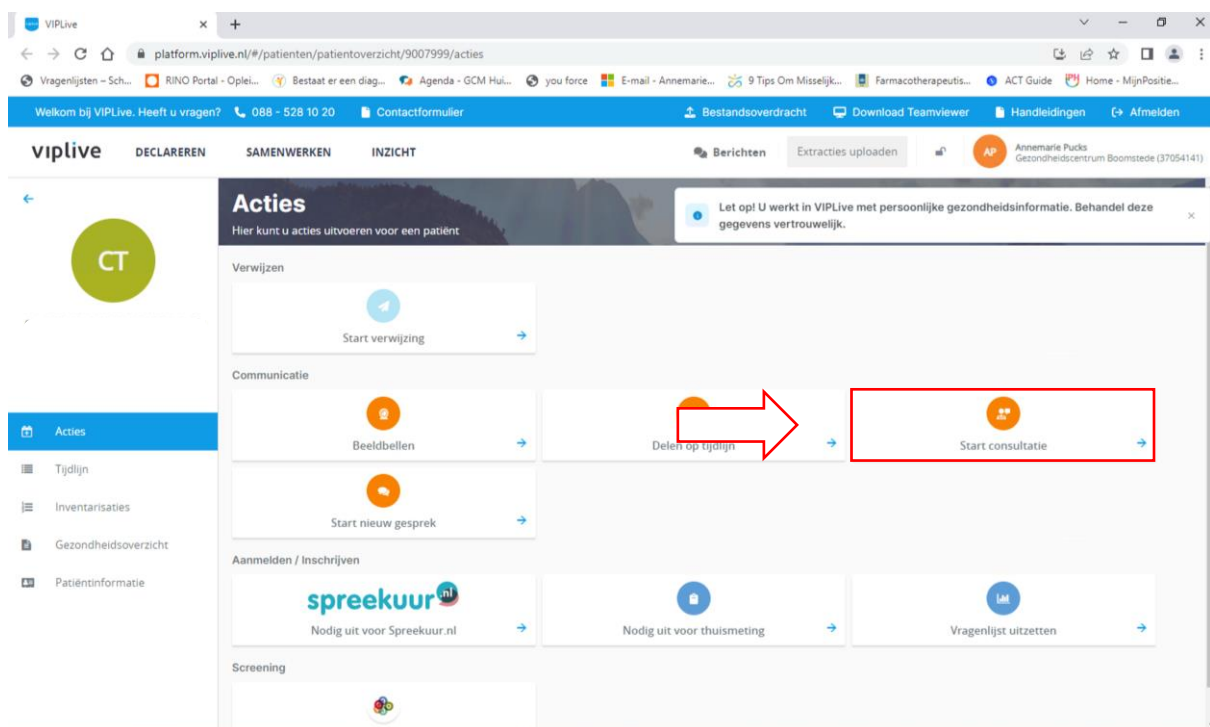 VIPLive
platform.viplive.nl/#/patienten/patientoverzicht/9007999/acties
Vragenlijsten – Sch... RINO Portal - Oplei... Bestaat er een diag... Agenda - GCM Hui... you force E-mail - Annemarie... 9 Tips Om Misselijk... Farmacotherapeutis... ACT Guide Home - MijnPositie...
Welkom bij VIPLive. Heeft u vragen? 088 - 528 10 20 Contactformulier Bestandsoverdracht Download Teamviewer Handleidingen Afmelden
viplive DECLAREREN SAMENWERKEN INZICHT Berichten Extracties uploaden AP Annemarie Pucks
Gezondheidscentrum Boomstede (37054141)
Acties
Hier kunt u acties uitvoeren voor een patiënt
Let op! U werkt in VIPLive met persoonlijke gezondheidsinformatie. Behandel deze
gegevens vertrouwelijk.
CT
Acties
Tijdlijn
Inventarisaties
Gezondheidsoverzicht
Patiëntinformatie
Verwijzen
Start verwijzing
Communicatie
Beeldbellen Delen op tijdlijn Start consultatie
Start nieuw gesprek
Aanmelden / Inschrijven
spreekuur.nl
Nodig uit voor Spreekuur.nl Nodig uit voor thuismeting Vragenlijst uitzetten
Screening